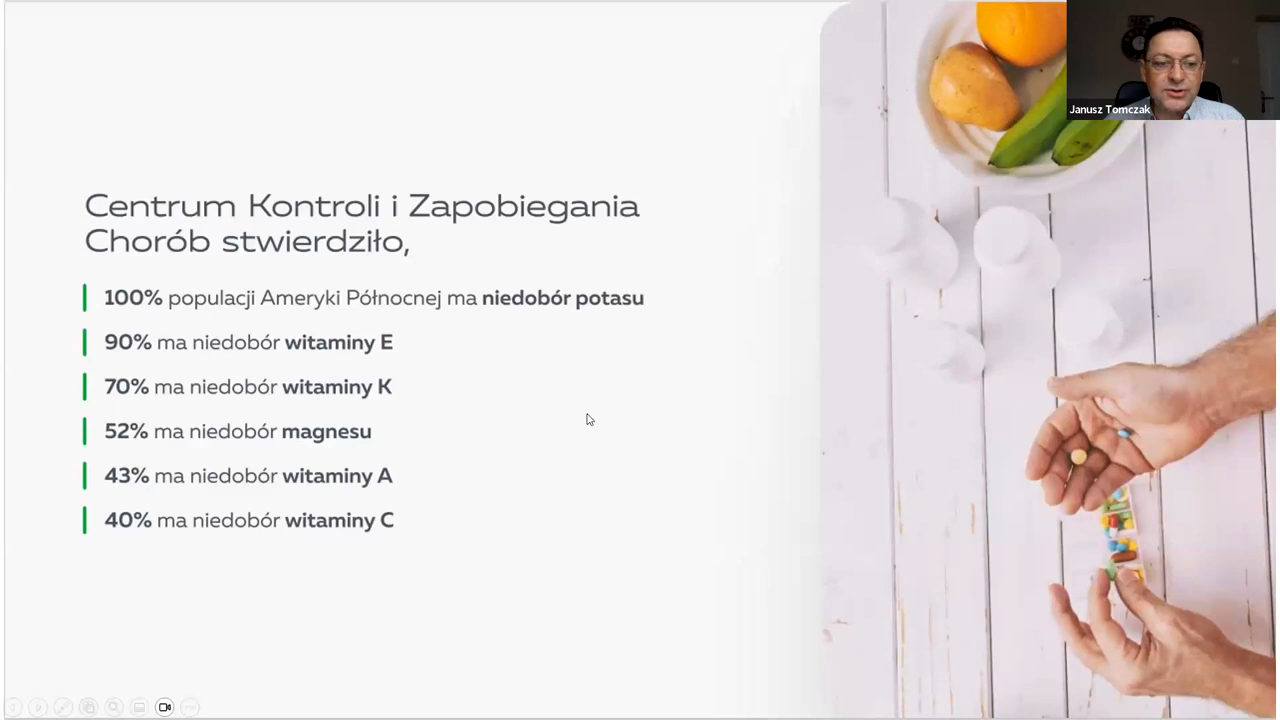 Janusz Tomczak
Centrum Kontroli i Zapobiegania
Chorób stwierdziło,
100% populacji Ameryki Północnej ma niedobór potasu
90% ma niedobór witaminy E
70% ma niedobór witaminy K
52% ma niedobór magnesu
43% ma niedobór witaminy A
40% ma niedobór witaminy C